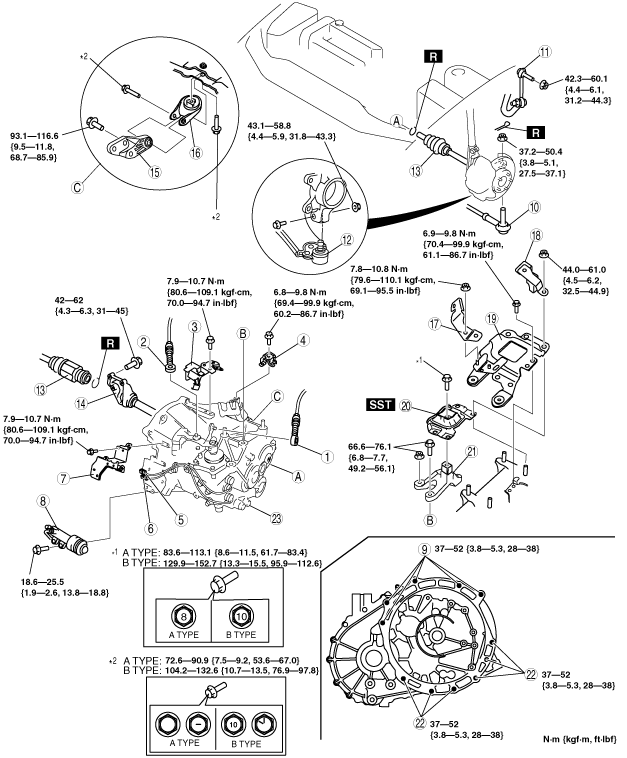 *2
93.1—116.6
{9.5—11.8,
68.7—85.9}
15
16
C
*2
R
A
13
11
42.3—60.1
{4.4—6.1,
31.2—44.3}
R
37.2—50.4
{3.8—5.1,
27.5—37.1}
10
43.1—58.8
{4.4—5.9, 31.8—43.3}
12
6.9—9.8 N·m
{70.4—99.9 kgf·cm,
61.1—86.7 in·lbf}
18
44.0—61.0
{4.5—6.2,
32.5—44.9}
7.8—10.8 N·m
{79.6—110.1 kgf·cm,
69.1—95.5 in·lbf}
17
19
7.9—10.7 N·m
{80.6—109.1 kgf·cm,
70.0—94.7 in·lbf}
6.8—9.8 N·m
{69.4—99.9 kgf·cm,
60.2—86.7 in·lbf}
42—62
{4.3—6.3, 31—45}
R
2
3
B
4
13
14
C
1
A
*1
SST
20
66.6—76.1
{6.8—7.7,
49.2—56.1}
21
B
7.9—10.7 N·m
{80.6—109.1 kgf·cm,
70.0—94.7 in·lbf}
7
8
6
5
23
18.6—25.5
{1.9—2.6, 13.8—18.8}
*1 A TYPE: 83.6—113.1 {8.6—11.5, 61.7—83.4}
B TYPE: 129.9—152.7 {13.3—15.5, 95.9—112.6}
8
10
A TYPE
B TYPE
*2 A TYPE: 72.6—90.9 {7.5—9.2, 53.6—67.0}
B TYPE: 104.2—132.6 {10.7—13.5, 76.9—97.8}
10
A TYPE
B TYPE
9 37—52 {3.8—5.3, 28—38}
22 37—52
{3.8—5.3, 28—38}
22 37—52
{3.8—5.3, 28—38}
N·m {kgf·m, ft·lbf}